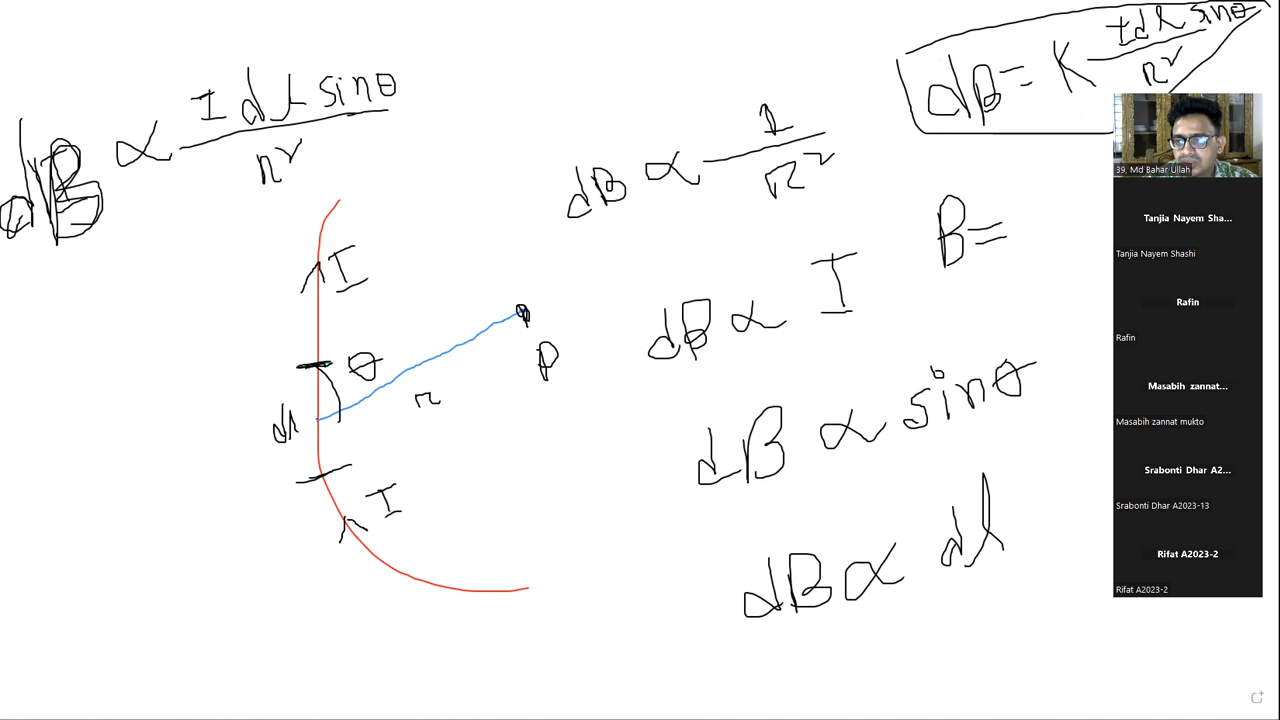 dB ∝ I dl sinθ / r²
dB ∝ 1 / r²
dB = K Idl sinθ / r²
B =
I
dB ∝ I
θ
P
r
dl
dB ∝ sinθ
I
dB ∝ dl
39, Md Bahar Ullah
Tanjia Nayem Sha...
Tanjia Nayem Shashi
Rafin
Rafin
Masabih zannat...
Masabih zannat mukto
Srabonti Dhar A2...
Srabonti Dhar A2023-13
Rifat A2023-2
Rifat A2023-2